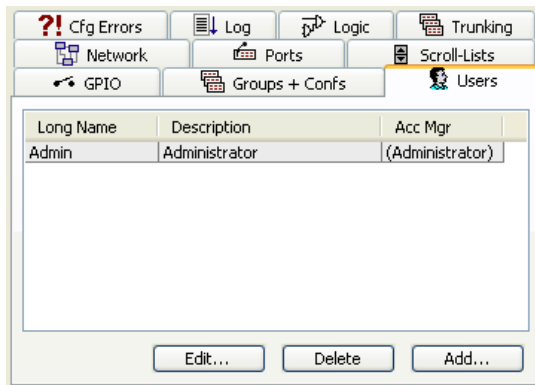 ?! Cfg Errors Log Logic Trunking
Network Ports Scroll-Lists
GPIO Groups + Confs Users
Long Name Description Acc Mgr
Admin Administrator (Administrator)
Edit... Delete Add...